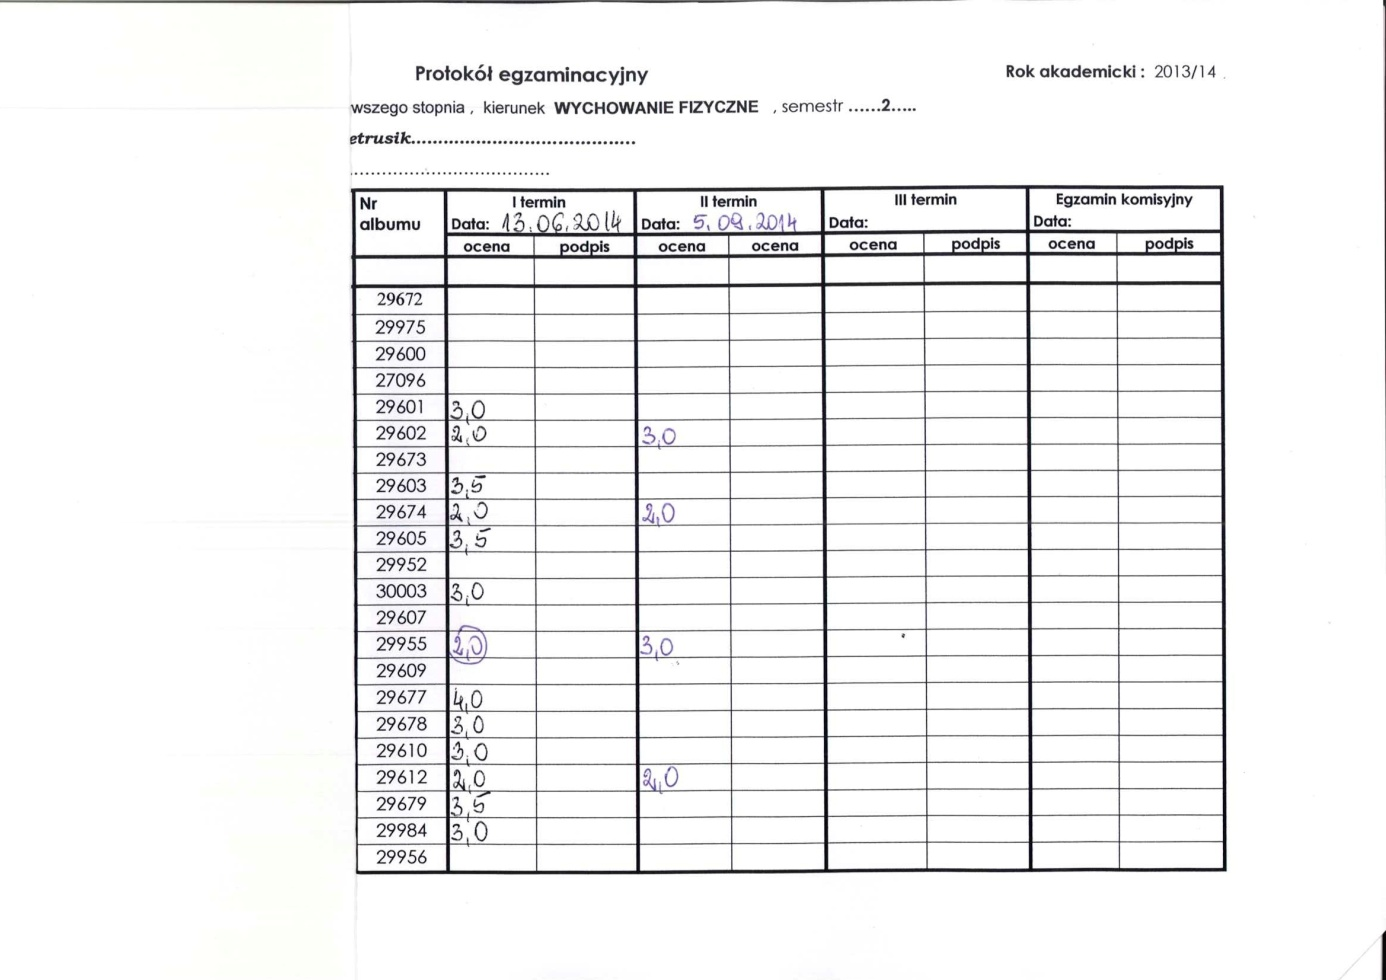 Protokół egzaminacyjny Rok akademicki : 2013/14
wszego stopnia , kierunek WYCHOWANIE FIZYCZNE , semestr ......2.....
etrusik..........................................
.....................................
Nr albumu I termin II termin III termin Egzamin komisyjny
Data: 13.06.2014 Data: 5.09.2014 Data: Data:
ocena podpis ocena ocena ocena podpis ocena podpis
29672
29975
29600
27096
29601 3,0
29602 2,0 3,0
29673
29603 3,5
29674 2,0 2,0
29605 3,5
29952
30003 3,0
29607
29955 2,0 3,0
29609
29677 4,0
29678 3,0
29610 3,0
29612 2,0 2,0
29679 3,5
29984 3,0
29956